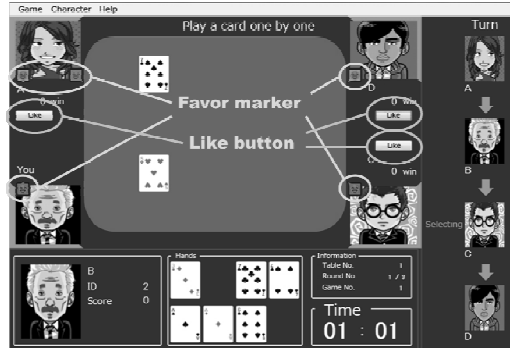 Game Character Help
Play a card one by one
Turn
A
0 win
Like
D
0 win
Like
Favor marker
Like button
Like
C
0 win
You
A
B
Selecting
C
D
B
ID 2
Score 0
Hands
Information
Table No. 1
Round No.
Game No. 1
Time
01 : 01